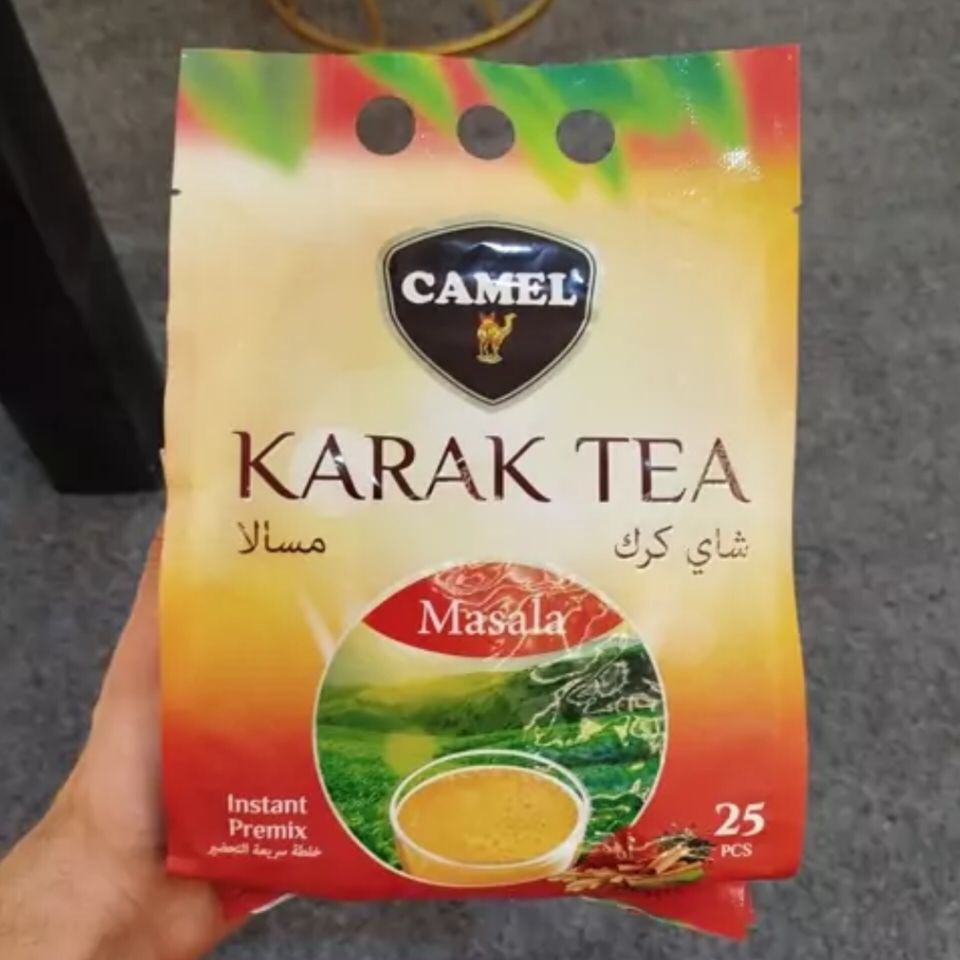 CAMEL
KARAK TEA
مسالا
شاي كرك
Masala
Instant
Premix
خلطة سريعة التحضير
25
PCS